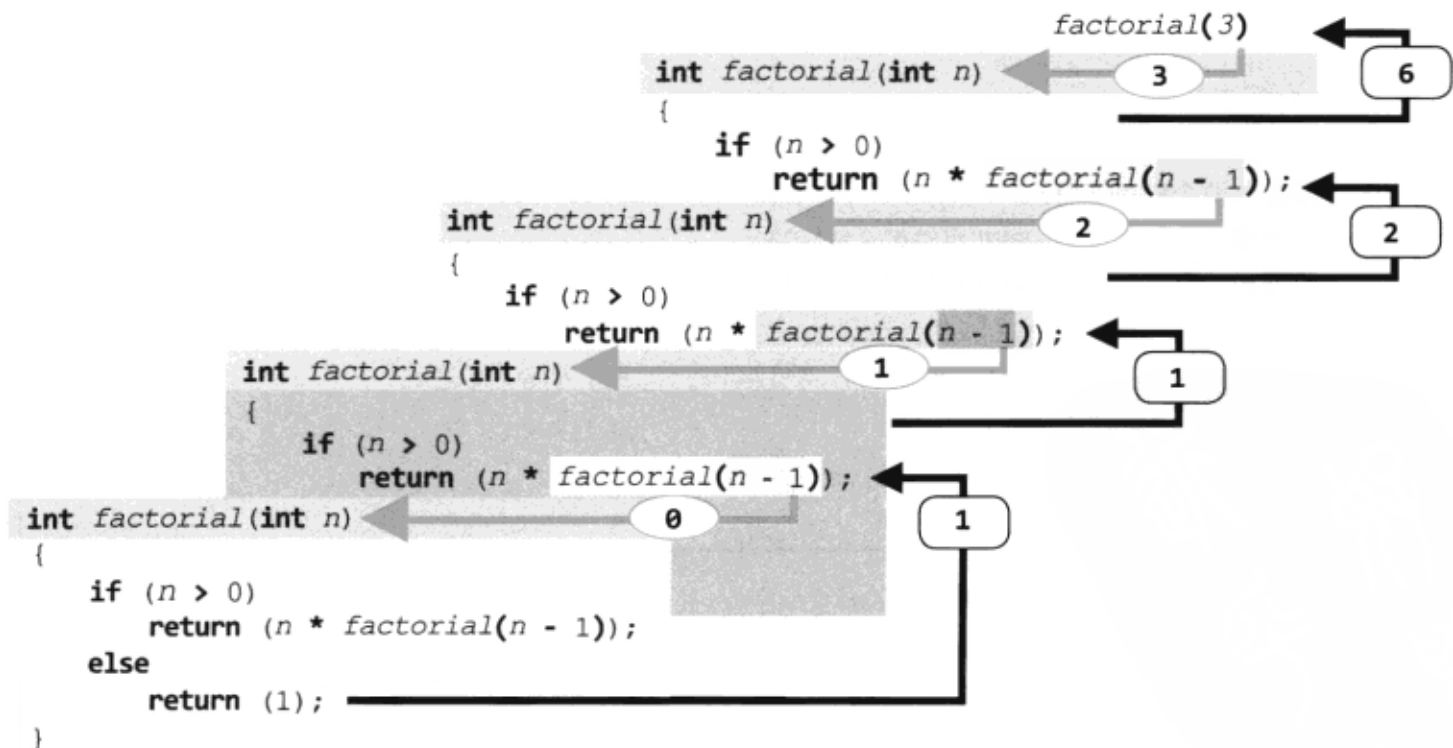 factorial(3)
int factorial(int n) 3 6
{
if (n > 0)
return (n * factorial(n - 1));
int factorial(int n) 2 2
{
if (n > 0)
return (n * factorial(n - 1));
int factorial(int n) 1 1
{
if (n > 0)
return (n * factorial(n - 1));
int factorial(int n) 0 1
{
if (n > 0)
return (n * factorial(n - 1));
else
return (1);
}